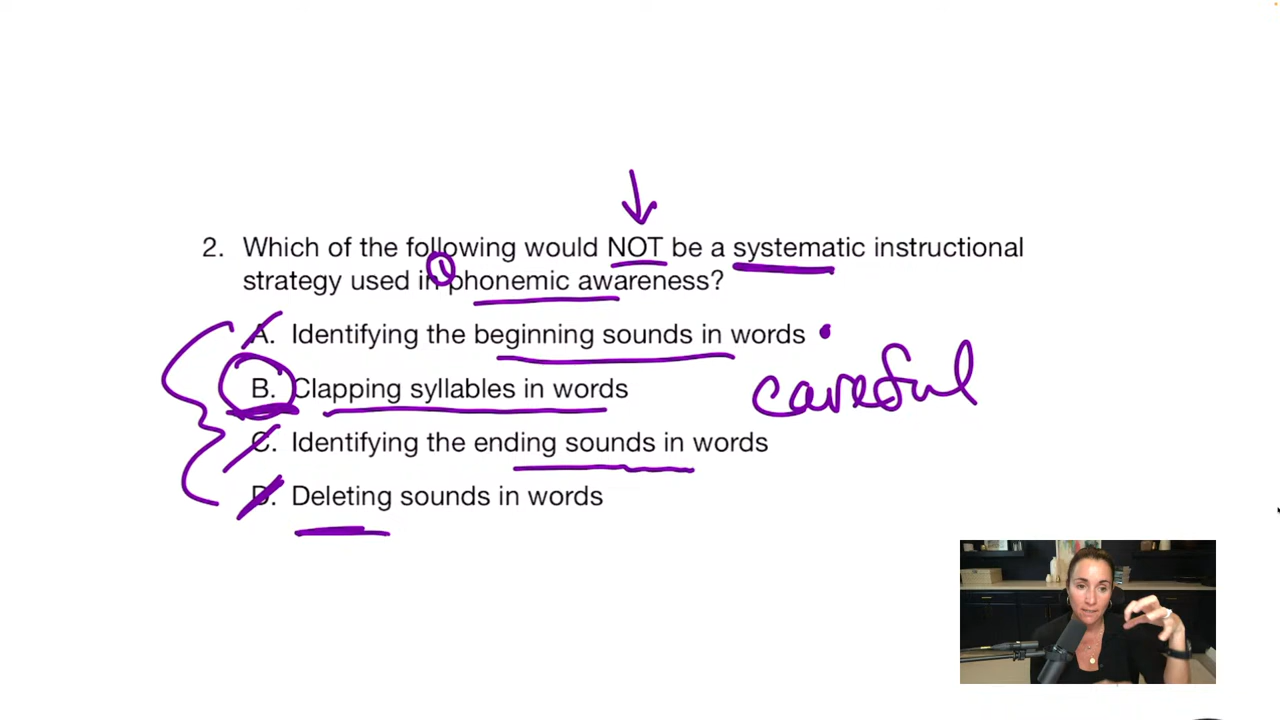 2. Which of the following would NOT be a systematic instructional
strategy used in phonemic awareness?
1
A. Identifying the beginning sounds in words
B. Clapping syllables in words
careful
C. Identifying the ending sounds in words
D. Deleting sounds in words